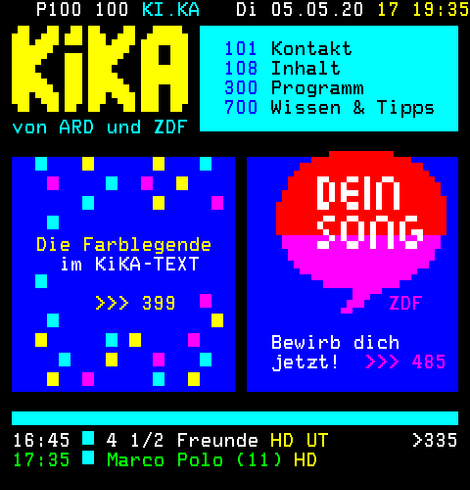 P100 100 KI.KA Di 05.05.20 17 19:35
KiKA
von ARD und ZDF
101 Kontakt
108 Inhalt
300 Programm
700 Wissen & Tipps
Die Farblegende
im KiKA-TEXT
>>> 399
DEIN
SONG
ZDF
Bewirb dich
jetzt! >>> 485
16:45 4 1/2 Freunde HD UT >335
17:35 Marco Polo (11) HD